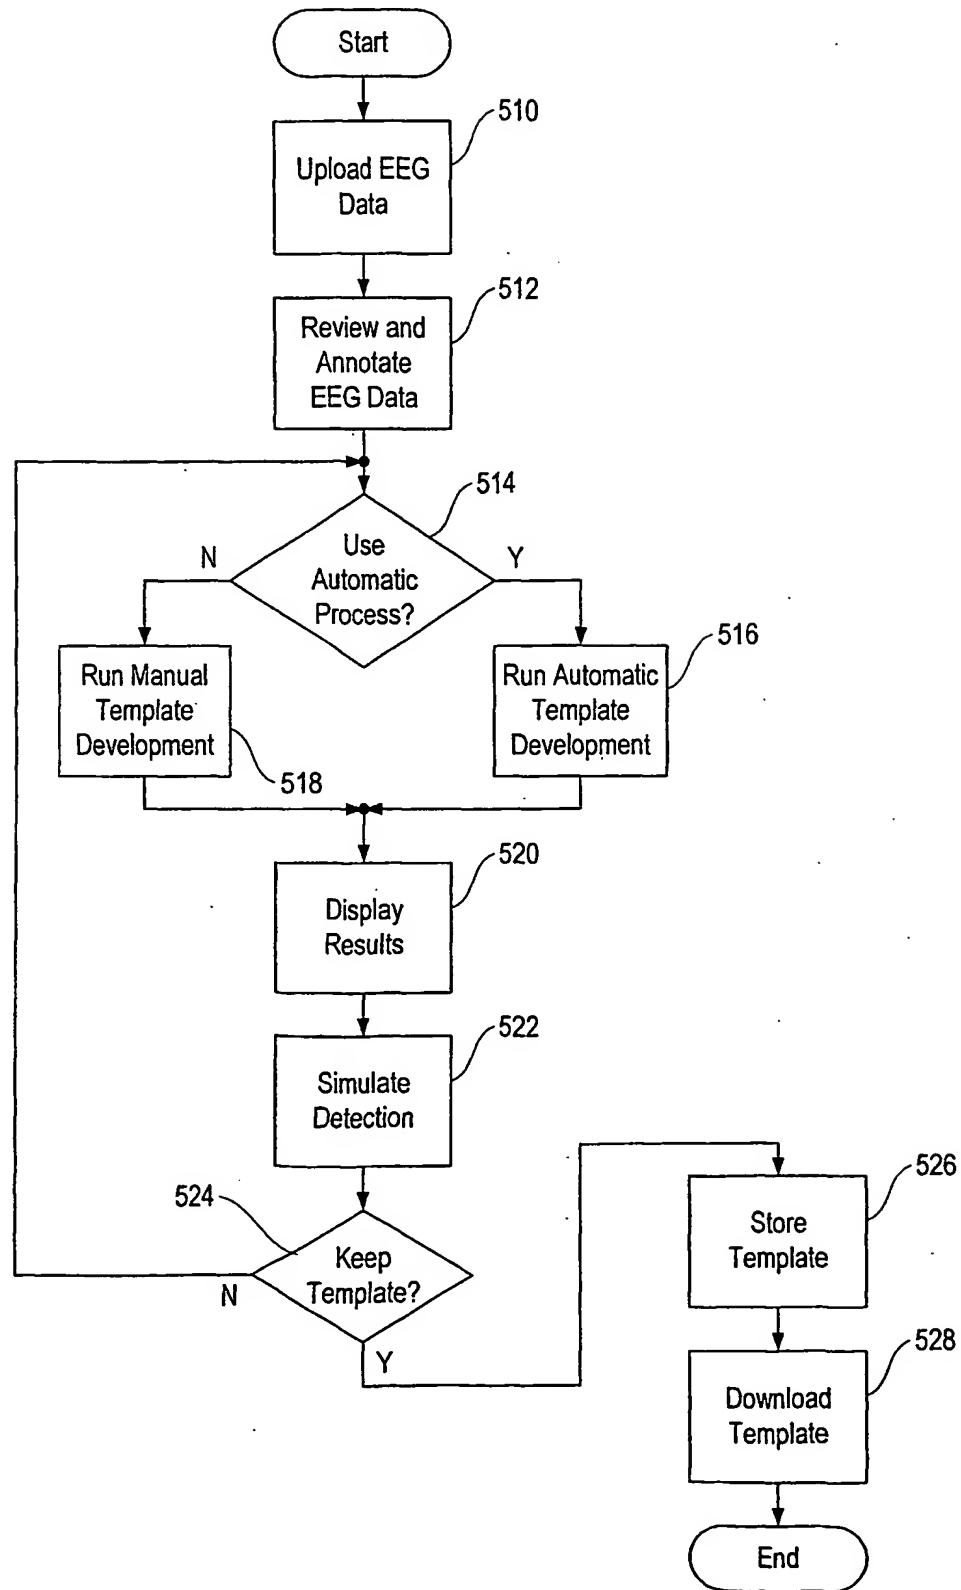 Start
510
Upload EEG
Data
512
Review and
Annotate
EEG Data
514
N
Use
Automatic
Process?
Y
516
Run Manual
Template
Development
518
Run Automatic
Template
Development
520
Display
Results
522
Simulate
Detection
524
Keep
Template?
N
Y
526
Store
Template
528
Download
Template
End